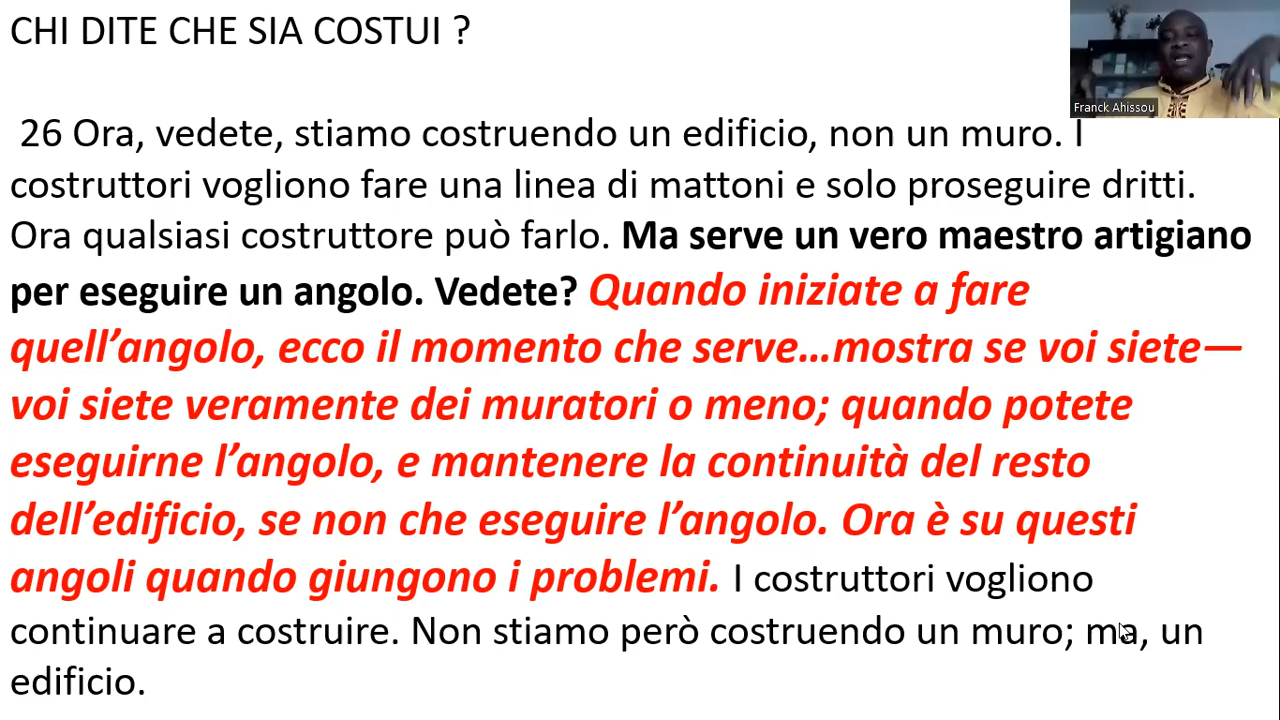 CHI DITE CHE SIA COSTUI ?
Franck Ahissou
26 Ora, vedete, stiamo costruendo un edificio, non un muro. I
costruttori vogliono fare una linea di mattoni e solo proseguire dritti.
Ora qualsiasi costruttore può farlo. Ma serve un vero maestro artigiano
per eseguire un angolo. Vedete? Quando iniziate a fare
quell’angolo, ecco il momento che serve…mostra se voi siete—
voi siete veramente dei muratori o meno; quando potete
eseguirne l’angolo, e mantenere la continuità del resto
dell’edificio, se non che eseguire l’angolo. Ora è su questi
angoli quando giungono i problemi. I costruttori vogliono
continuare a costruire. Non stiamo però costruendo un muro; ma, un
edificio.